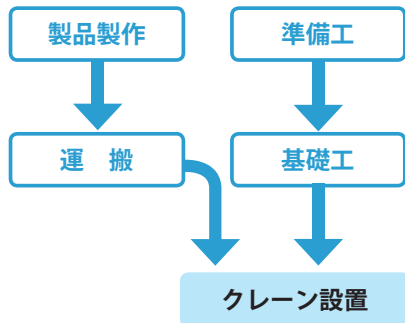 製品製作
準備工
運　搬
基礎工
クレーン設置